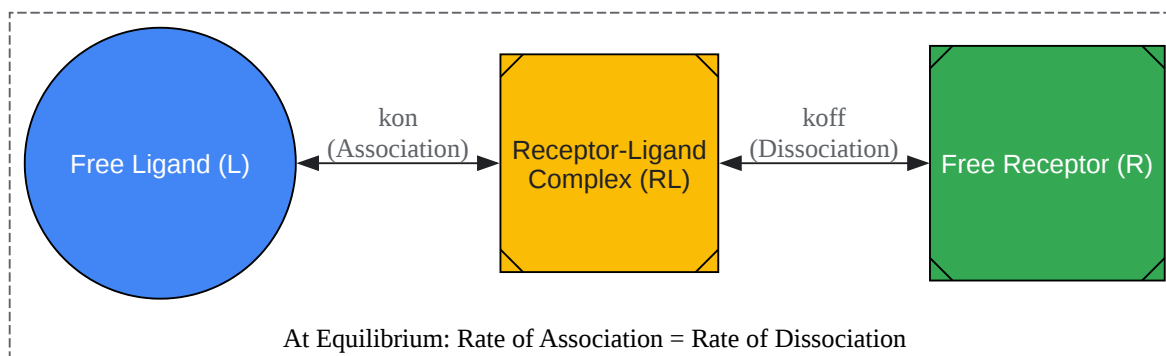 Free Ligand (L)
kon
(Association)
Receptor-Ligand
Complex (RL)
koff
(Dissociation)
Free Receptor (R)
At Equilibrium: Rate of Association = Rate of Dissociation